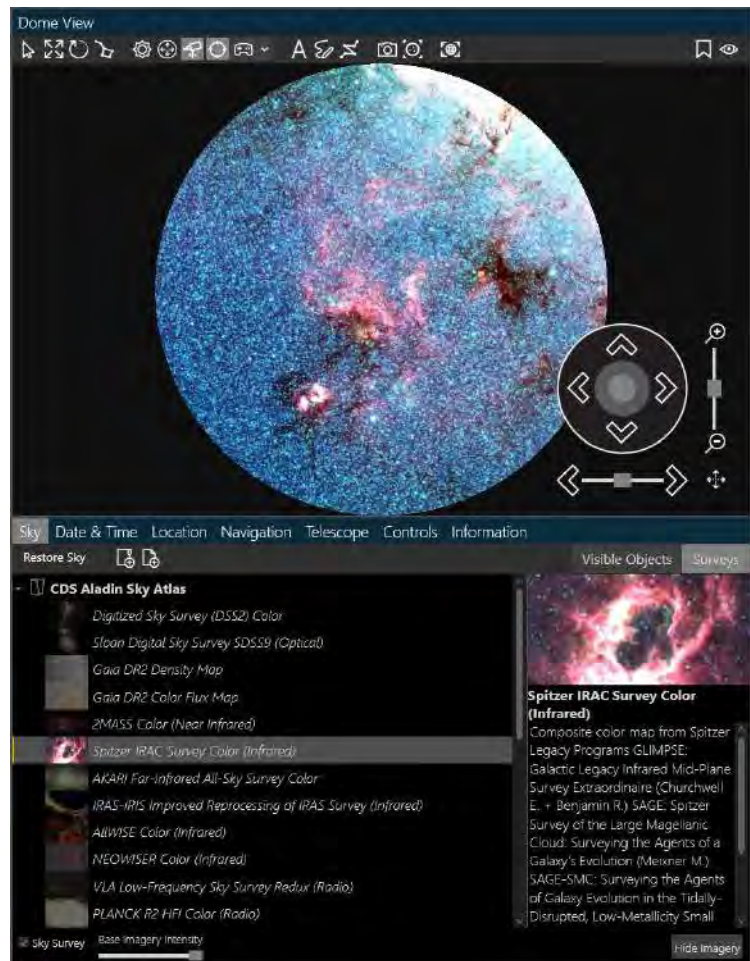 Dome View
A
Sky Date & Time Location Navigation Telescope Controls Information
Restore Sky Visible Objects Surveys
CDS Aladin Sky Atlas
Digitized Sky Survey (DSS2) Color
Sloan Digital Sky Survey SDSS9 (Optical)
Gaia DR2 Density Map
Gaia DR2 Color Flux Map
2MASS Color (Near Infrared)
Spitzer IRAC Survey Color (Infrared)
AKARI Far-Infrared All-Sky Survey Color
IRAS-IRIS Improved Reprocessing of IRAS Survey (Infrared)
AllWISE Color (Infrared)
NEOWISER Color (Infrared)
VLA Low-Frequency Sky Survey Redux (Radio)
PLANCK R2 HFI Color (Radio)
Spitzer IRAC Survey Color
(Infrared)
Composite color map from Spitzer
Legacy Programs GLIMPSE:
Galactic Legacy Infrared Mid-Plane
Survey Extraordinaire (Churchwell
E. + Benjamin R.) SAGE: Spitzer
Survey of the Large Magellanic
Cloud: Surveying the Agents of a
Galaxy's Evolution (Meixner M.)
SAGE-SMC: Surveying the Agents
of Galaxy Evolution in the Tidally-
Disrupted, Low-Metallicity Small
Sky Survey Base Imagery Intensity
Hide Imagery